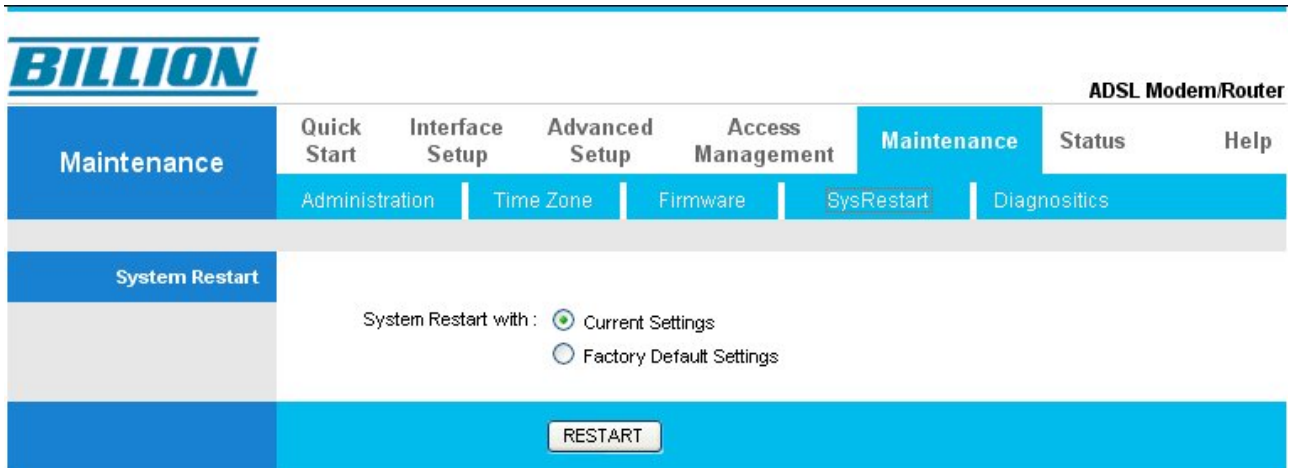 BILLION
ADSL Modem/Router
Maintenance
Quick Start
Interface Setup
Advanced Setup
Access Management
Maintenance
Status
Help
Administration
Time Zone
Firmware
SysRestart
Diagnositics
System Restart
System Restart with :
Current Settings
Factory Default Settings
RESTART